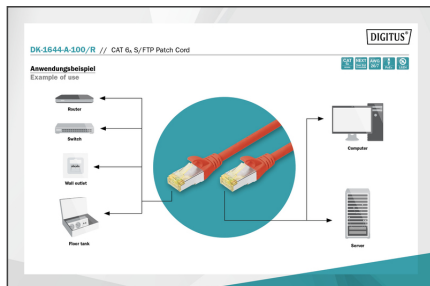 DIGITUS®
DK-1644-A-100/R // CAT 6A S/FTP Patch Cord
Anwendungsbeispiel
Example of use
Router
Switch
Wall outlet
Floor tank
Computer
Server